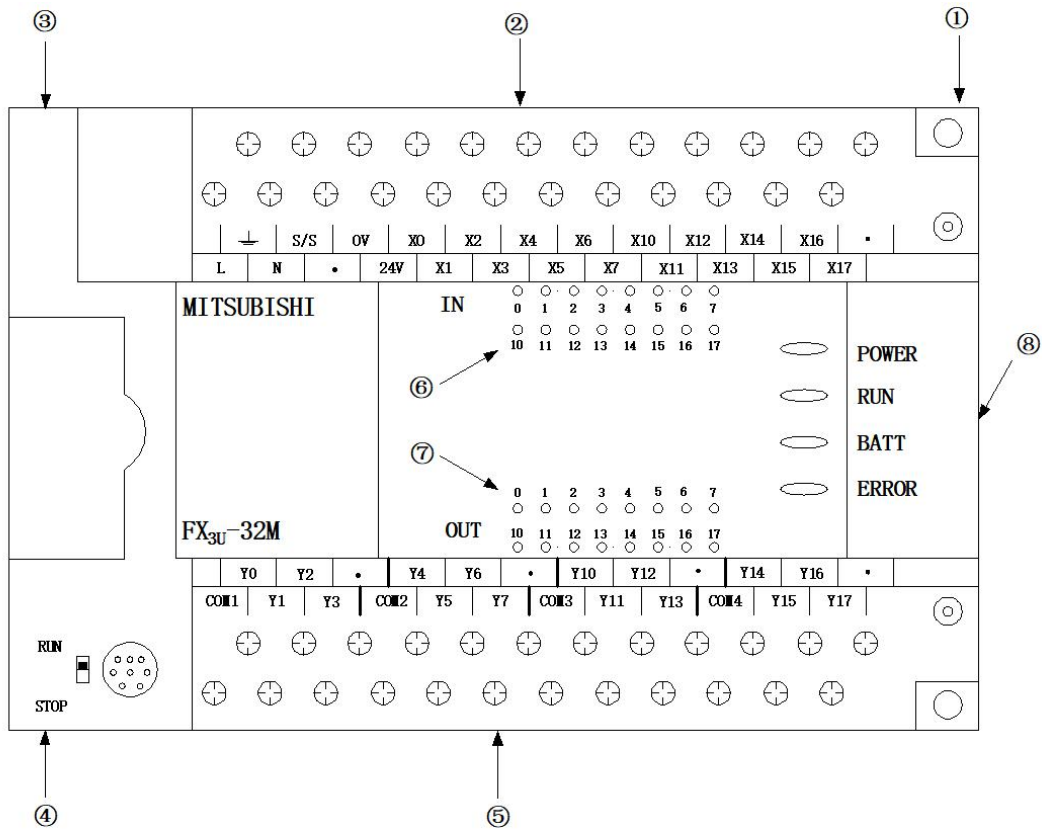 ③ ② ①
⏚ S/S 0V X0 X2 X4 X6 X10 X12 X14 X16 •
L N • 24V X1 X3 X5 X7 X11 X13 X15 X17
MITSUBISHI IN
0 1 2 3 4 5 6 7
10 11 12 13 14 15 16 17
⑥
POWER
⑧
RUN
BATT
ERROR
⑦
0 1 2 3 4 5 6 7
FX3U-32M OUT
10 11 12 13 14 15 16 17
Y0 Y2 • Y4 Y6 • Y10 Y12 • Y14 Y16 •
COM1 Y1 Y3 COM2 Y5 Y7 COM3 Y11 Y13 COM4 Y15 Y17
RUN
STOP
④ ⑤